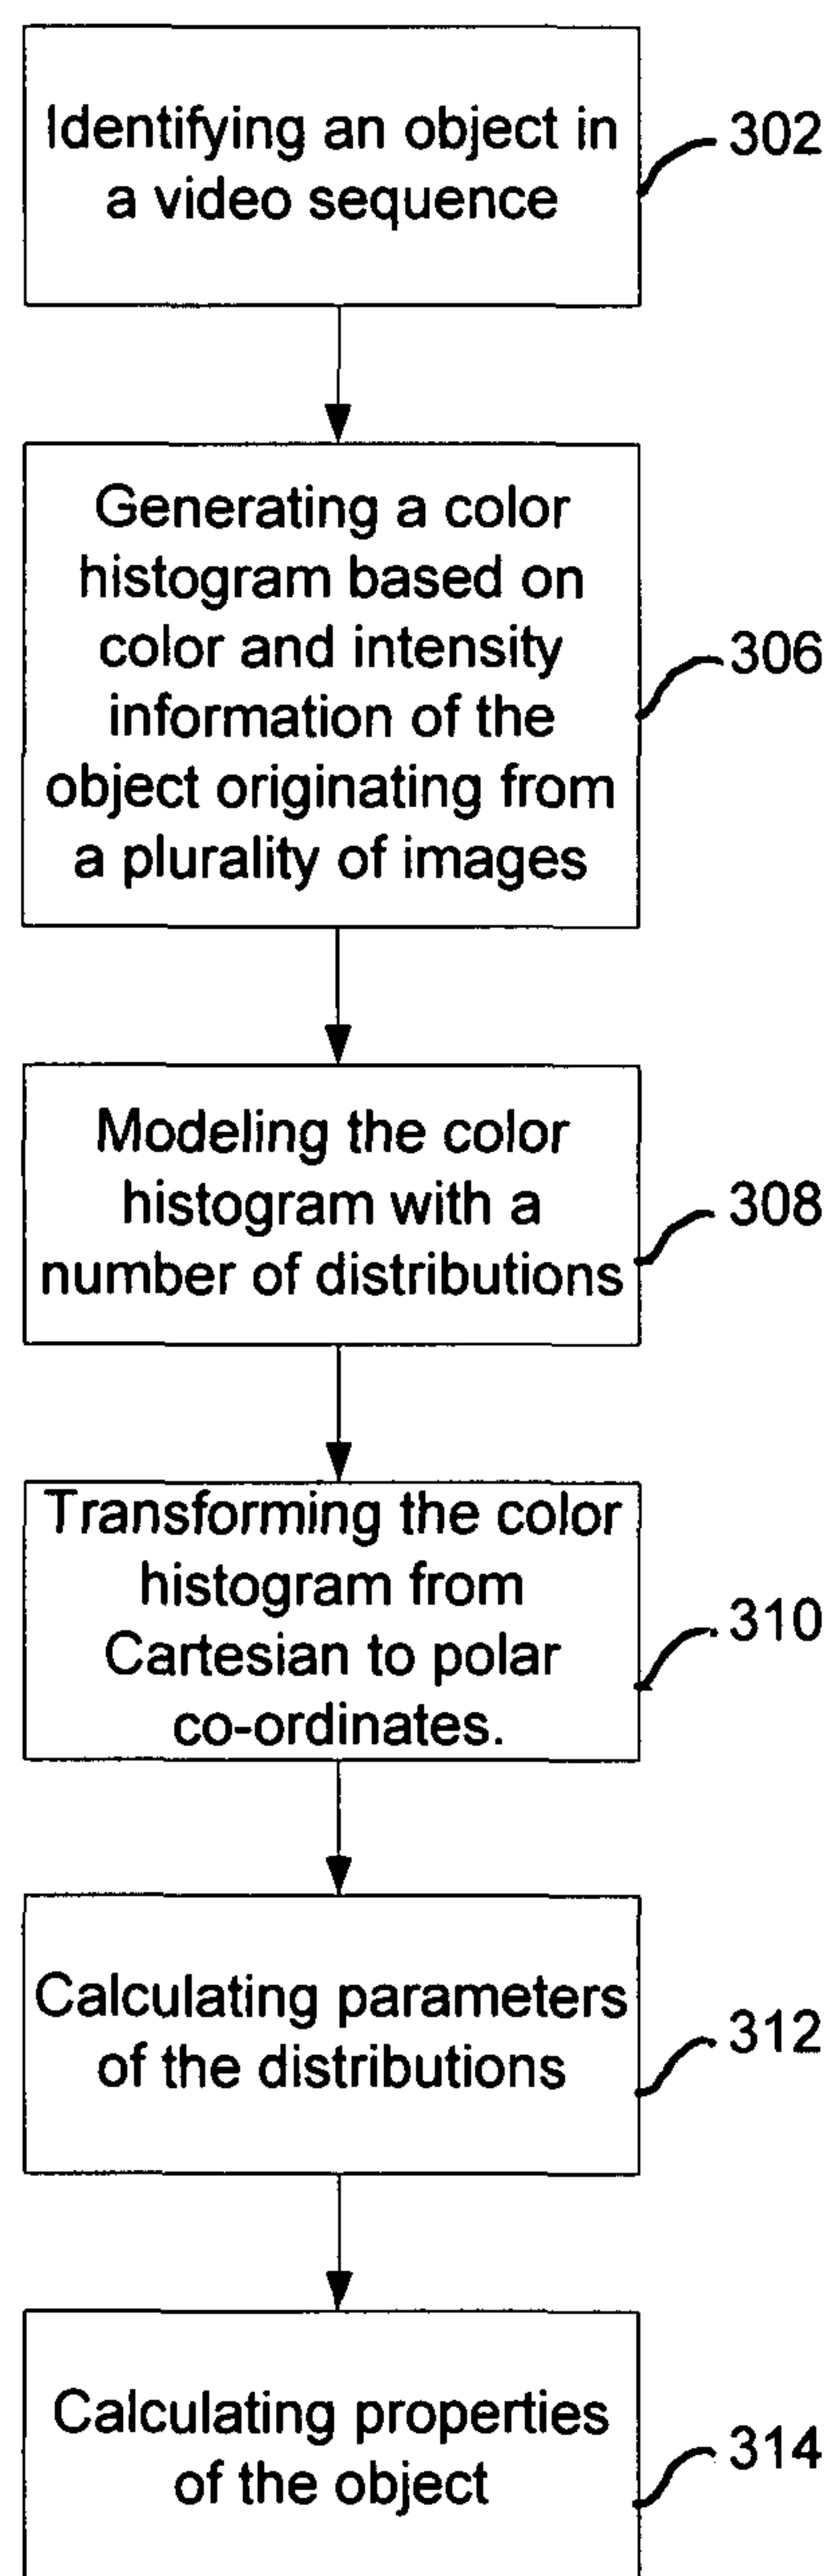 Identifying an object in
a video sequence
302
Generating a color
histogram based on
color and intensity
information of the
object originating from
a plurality of images
306
Modeling the color
histogram with a
number of distributions
308
Transforming the color
histogram from
Cartesian to polar
co-ordinates.
310
Calculating parameters
of the distributions
312
Calculating properties
of the object
314